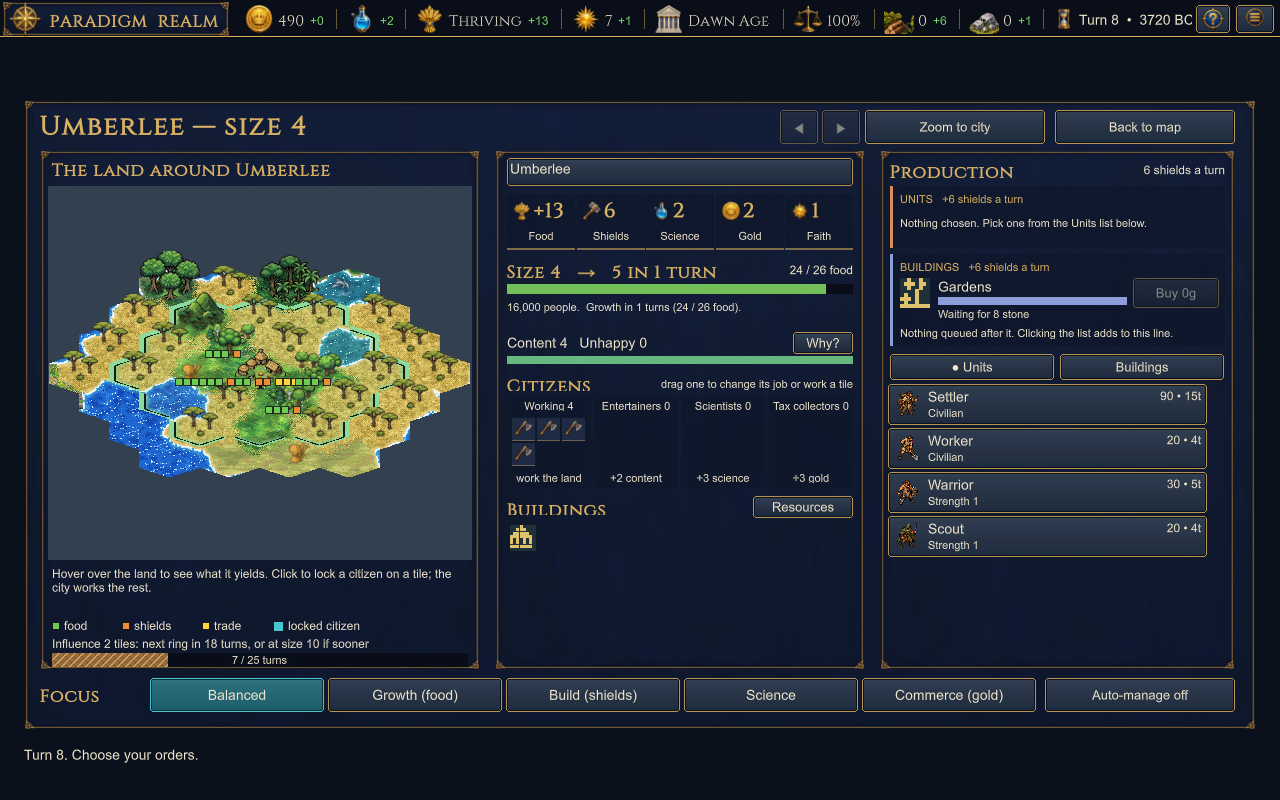 PARADIGM REALM
490 +0
+2
THRIVING +13
7 +1
DAWN AGE
100%
0 +6
0 +1
Turn 8 • 3720 BC
UMBERLEE — SIZE 4
Zoom to city
Back to map
THE LAND AROUND UMBERLEE
Hover over the land to see what it yields. Click to lock a citizen on a tile; the
city works the rest.
food
shields
trade
locked citizen
Influence 2 tiles: next ring in 18 turns, or at size 10 if sooner
7 / 25 turns
Umberlee
+13
6
2
2
1
Food
Shields
Science
Gold
Faith
SIZE 4 → 5 IN 1 TURN
24 / 26 food
16,000 people. Growth in 1 turns (24 / 26 food).
Content 4 Unhappy 0
Why?
CITIZENS
drag one to change its job or work a tile
Working 4
Entertainers 0
Scientists 0
Tax collectors 0
work the land
+2 content
+3 science
+3 gold
BUILDINGS
Resources
PRODUCTION
6 shields a turn
UNITS +6 shields a turn
Nothing chosen. Pick one from the Units list below.
BUILDINGS +6 shields a turn
Gardens
Buy 0g
Waiting for 8 stone
Nothing queued after it. Clicking the list adds to this line.
● Units
Buildings
Settler
90 • 15t
Civilian
Worker
20 • 4t
Civilian
Warrior
30 • 5t
Strength 1
Scout
20 • 4t
Strength 1
FOCUS
Balanced
Growth (food)
Build (shields)
Science
Commerce (gold)
Auto-manage off
Turn 8. Choose your orders.